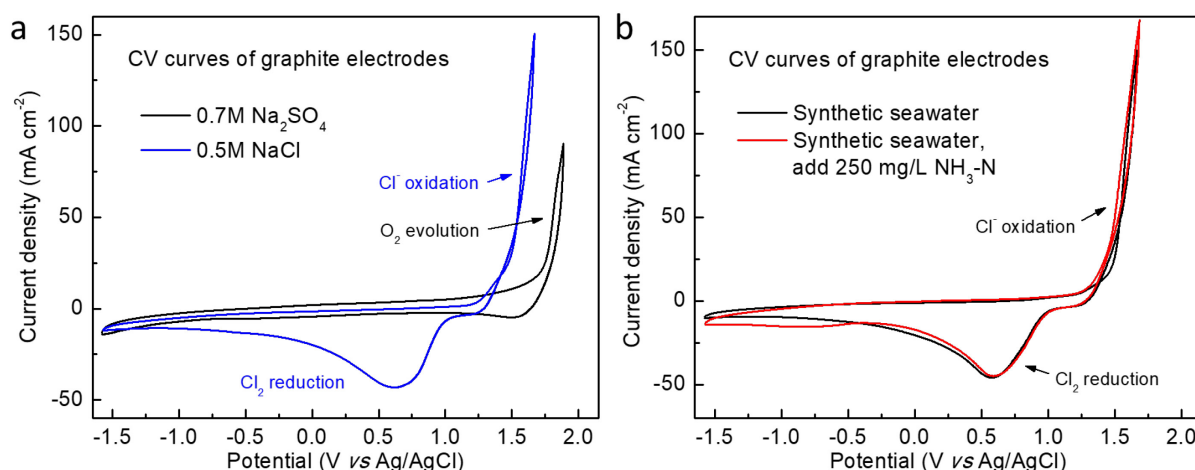 a
CV curves of graphite electrodes
0.7M Na₂SO₄
0.5M NaCl
Cl⁻ oxidation
O₂ evolution
Cl₂ reduction
Current density (mA cm⁻²)
150
100
50
0
-50
-1.5 -1.0 -0.5 0.0 0.5 1.0 1.5 2.0
Potential (V vs Ag/AgCl)
b
CV curves of graphite electrodes
Synthetic seawater
Synthetic seawater,
add 250 mg/L NH₃-N
Cl⁻ oxidation
Cl₂ reduction
Current density (mA cm⁻²)
150
100
50
0
-50
-1.5 -1.0 -0.5 0.0 0.5 1.0 1.5 2.0
Potential (V vs Ag/AgCl)